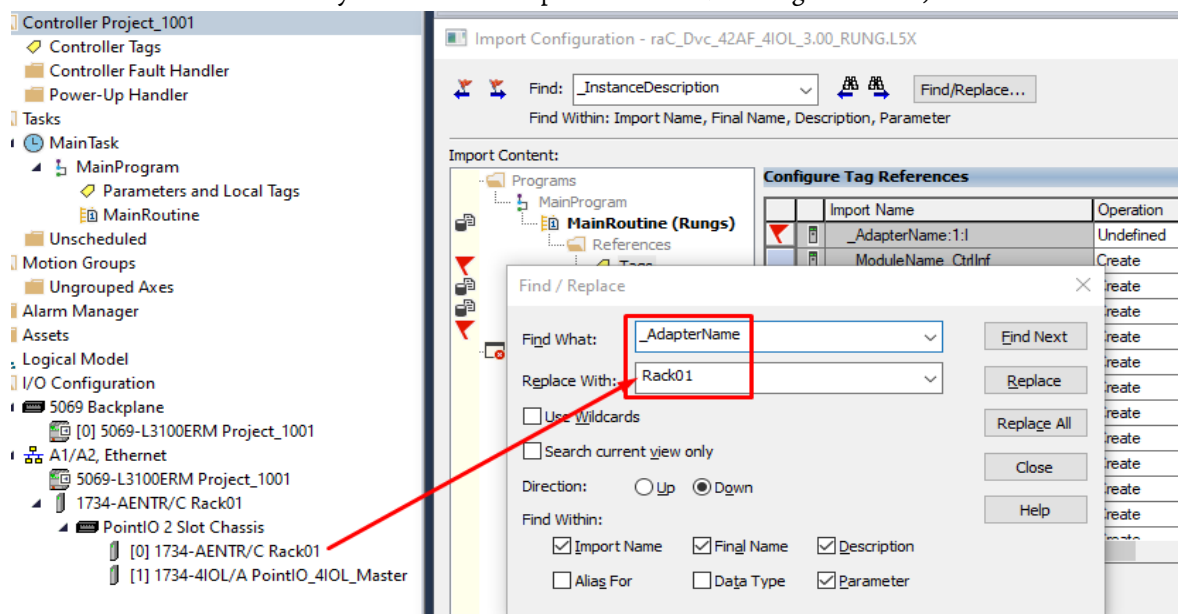 Controller Project_1001
Controller Tags
Controller Fault Handler
Power-Up Handler
Tasks
MainTask
MainProgram
Parameters and Local Tags
MainRoutine
Unscheduled
Motion Groups
Ungrouped Axes
Alarm Manager
Assets
Logical Model
I/O Configuration
5069 Backplane
[0] 5069-L3100ERM Project_1001
A1/A2, Ethernet
5069-L3100ERM Project_1001
1734-AENTR/C Rack01
PointIO 2 Slot Chassis
[0] 1734-AENTR/C Rack01
[1] 1734-4IOL/A PointIO_4IOL_Master
Import Configuration - raC_Dvc_42AF_4IOL_3.00_RUNG.L5X
Find: _InstanceDescription Find/Replace...
Find Within: Import Name, Final Name, Description, Parameter
Import Content:
Programs
MainProgram
MainRoutine (Rungs)
References
Tags
Configure Tag References
Import Name Operation
_AdapterName:1:I Undefined
ModuleName_CtrlInf Create
Find / Replace
Find What: _AdapterName Find Next
Replace With: Rack01 Replace
Use Wildcards Replace All
Search current view only
Close
Direction: Up Down
Help
Find Within:
Import Name Final Name Description
Alias For Data Type Parameter